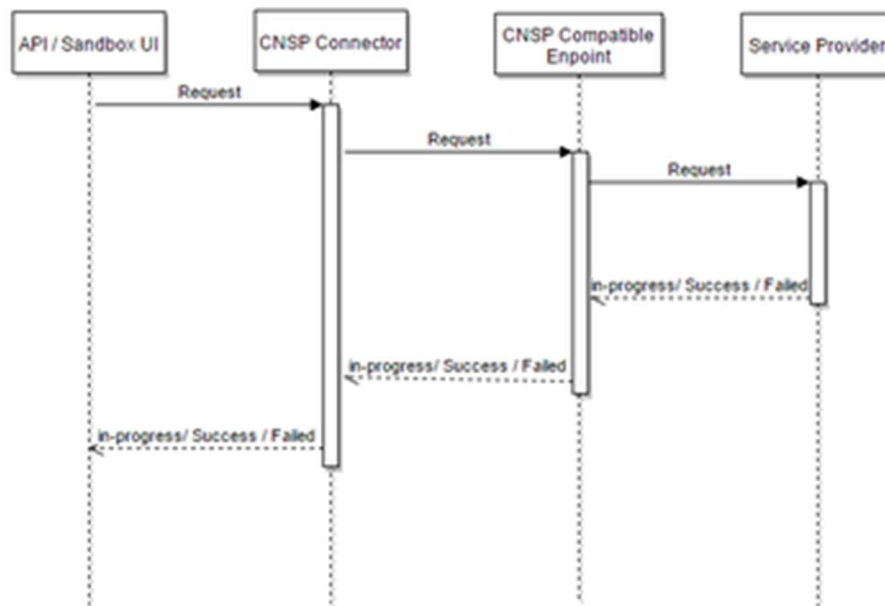 API / Sandbox UI
CNSP Connector
CNSP Compatible
Enpoint
Service Provider
Request
Request
Request
in-progress/ Success / Failed
in-progress/ Success / Failed
in-progress/ Success / Failed